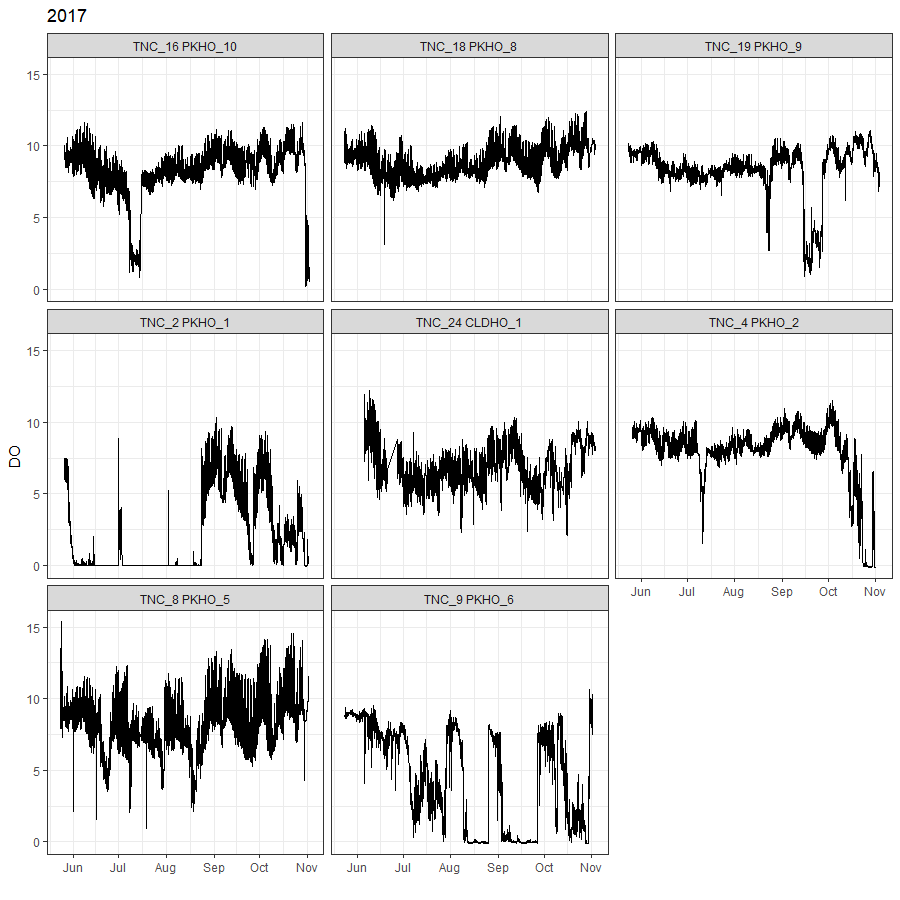 2017
TNC_16 PKHO_10
TNC_18 PKHO_8
TNC_19 PKHO_9
15
10
5
0
TNC_2 PKHO_1
TNC_24 CLDHO_1
TNC_4 PKHO_2
15
10
5
0
DO
Jun Jul Aug Sep Oct Nov
TNC_8 PKHO_5
TNC_9 PKHO_6
15
10
5
0
Jun Jul Aug Sep Oct Nov
Jun Jul Aug Sep Oct Nov